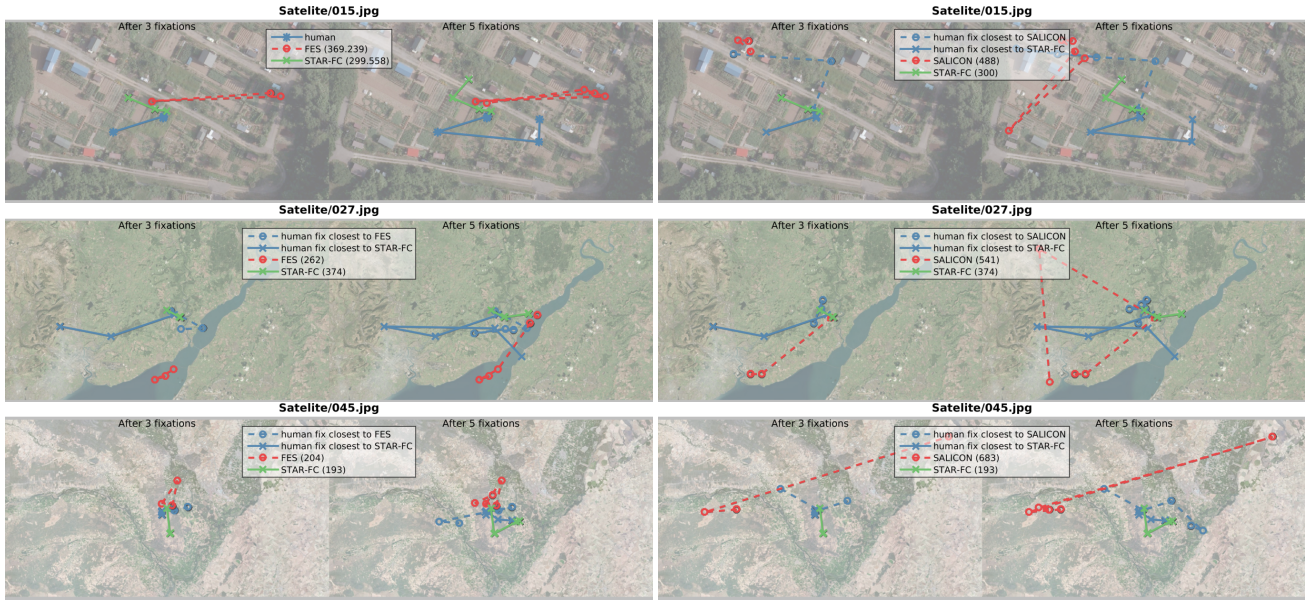 Satelite/015.jpg
After 3 fixations
After 5 fixations
human
FES (369.239)
STAR-FC (299.558)
Satelite/015.jpg
After 3 fixations
After 5 fixations
human fix closest to SALICON
human fix closest to STAR-FC
SALICON (488)
STAR-FC (300)
Satelite/027.jpg
After 3 fixations
After 5 fixations
human fix closest to FES
human fix closest to STAR-FC
FES (262)
STAR-FC (374)
Satelite/027.jpg
After 3 fixations
After 5 fixations
human fix closest to SALICON
human fix closest to STAR-FC
SALICON (541)
STAR-FC (374)
Satelite/045.jpg
After 3 fixations
After 5 fixations
human fix closest to FES
human fix closest to STAR-FC
FES (204)
STAR-FC (193)
Satelite/045.jpg
After 3 fixations
After 5 fixations
human fix closest to SALICON
human fix closest to STAR-FC
SALICON (683)
STAR-FC (193)